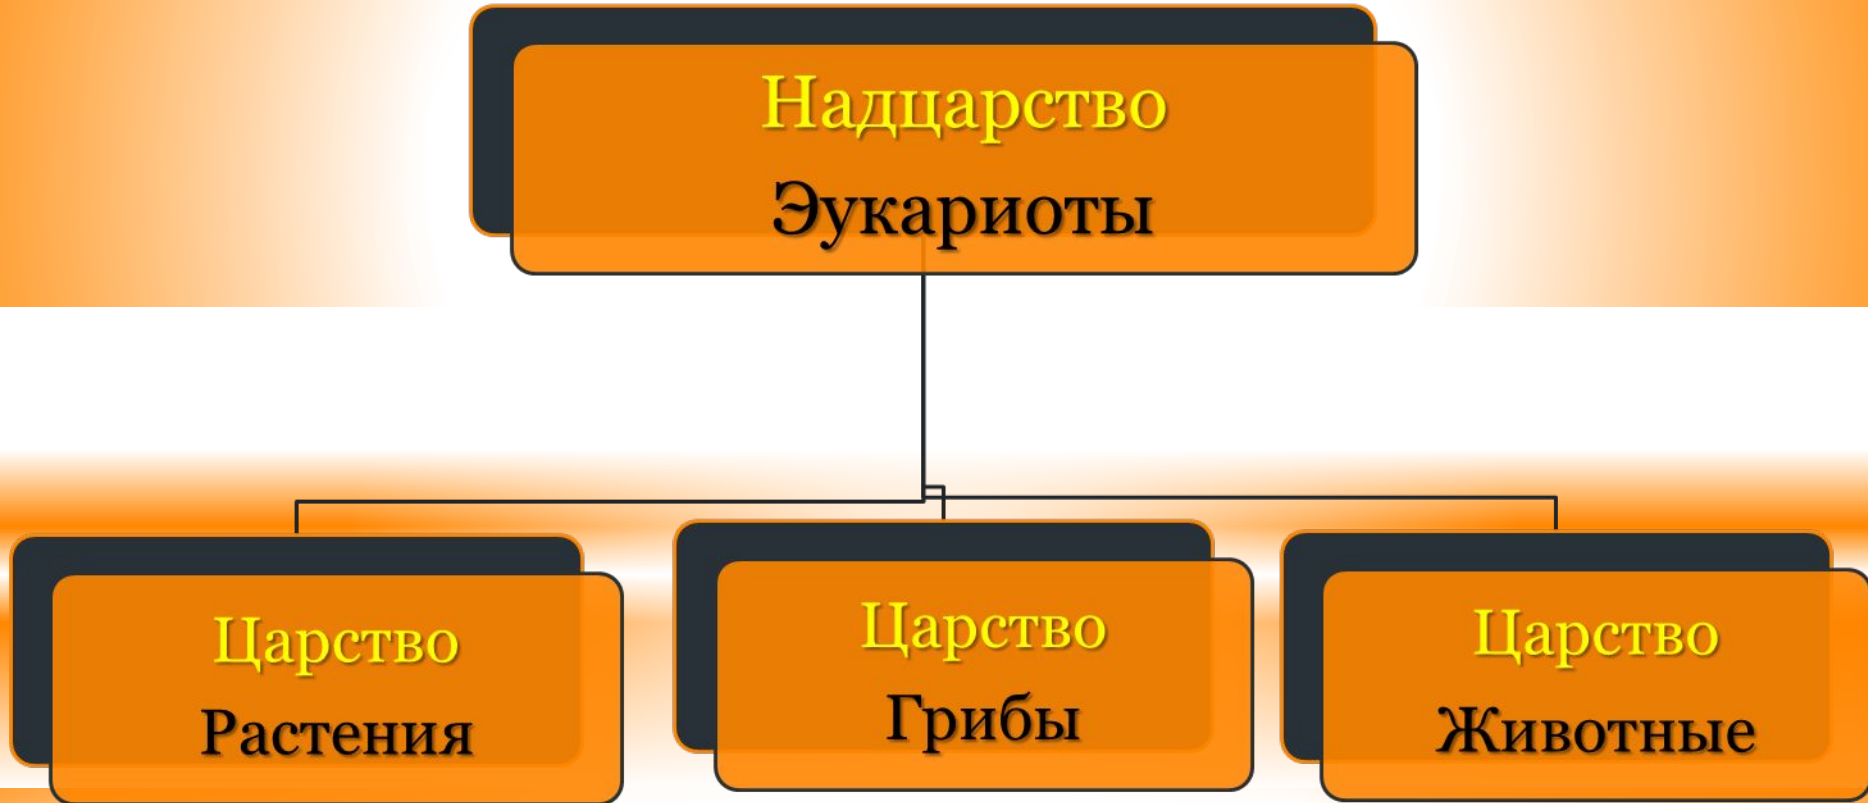 Надцарство
Эукариоты
Царство
Растения
Царство
Грибы
Царство
Животные